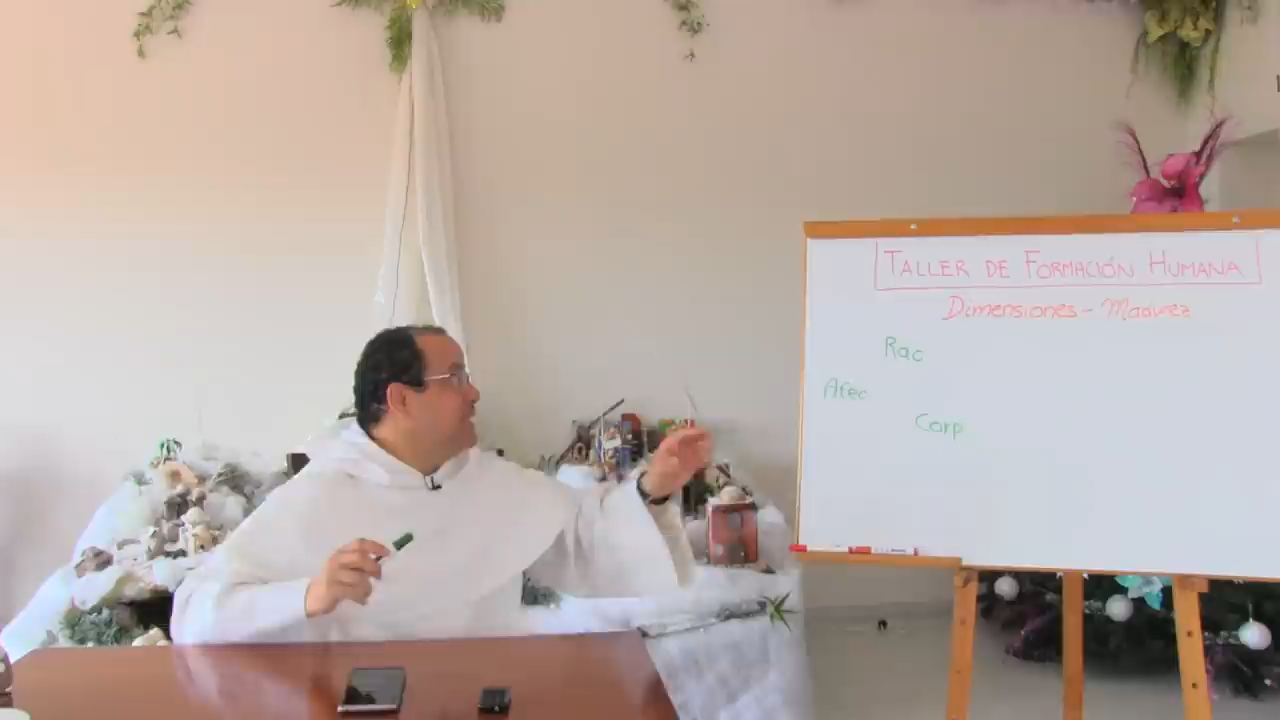 TALLER DE FORMACIÓN HUMANA
Dimensiones - Madurez
Rac
Afec
Corp